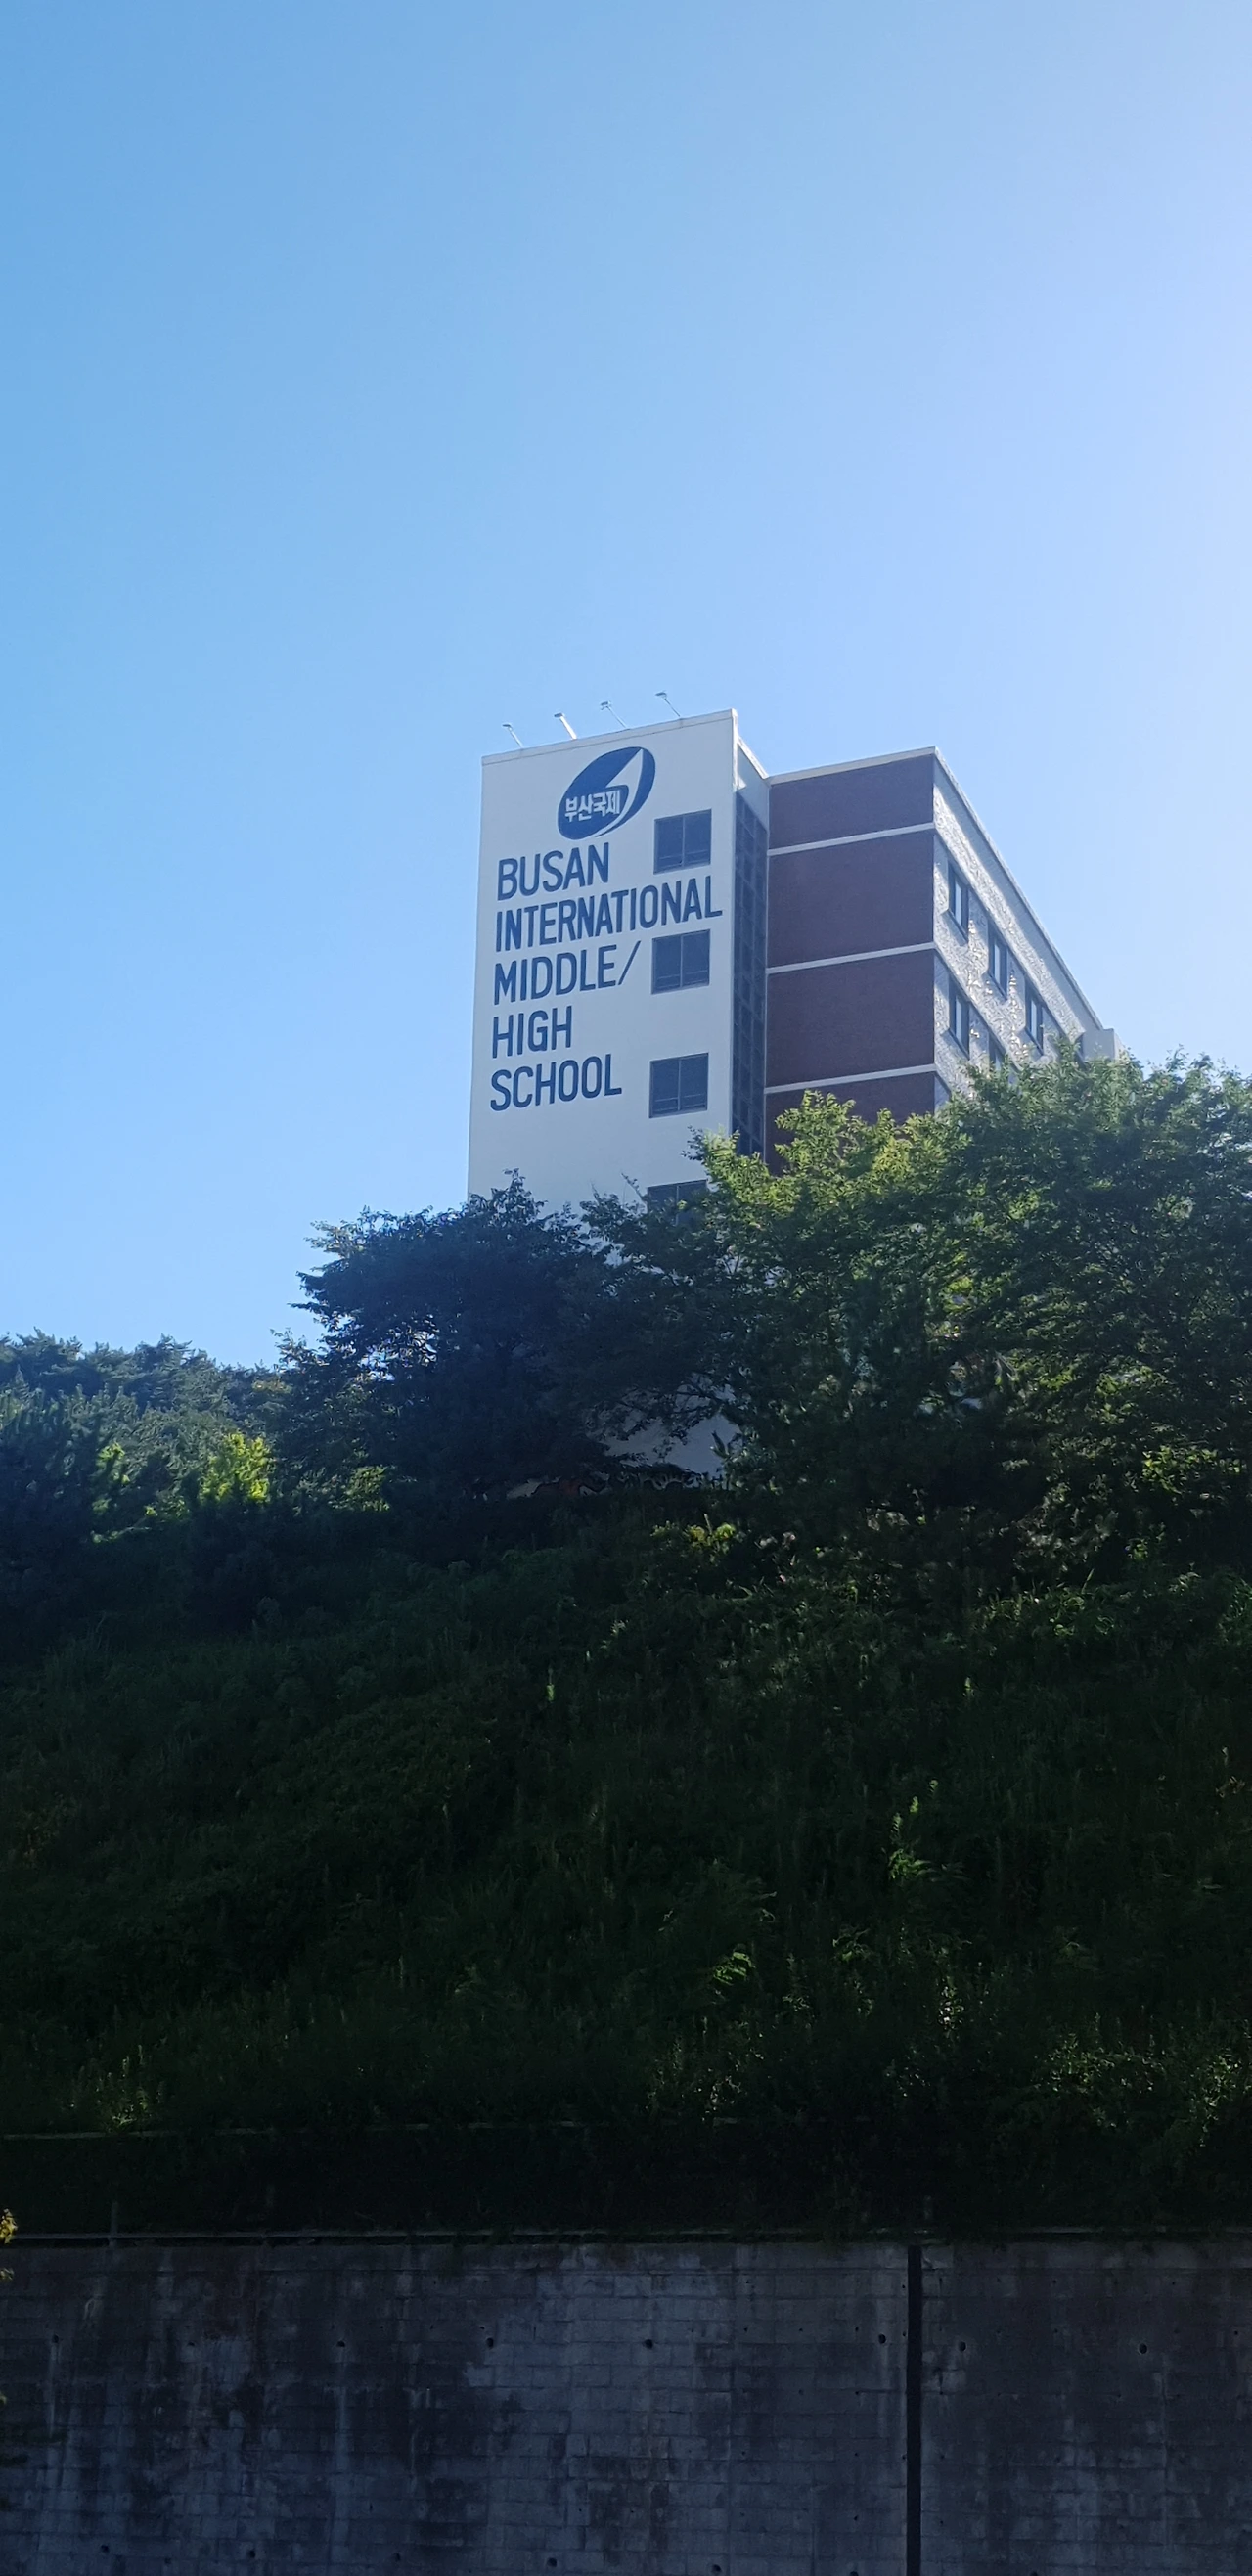 부산국제
BUSAN
INTERNATIONAL
MIDDLE/
HIGH
SCHOOL